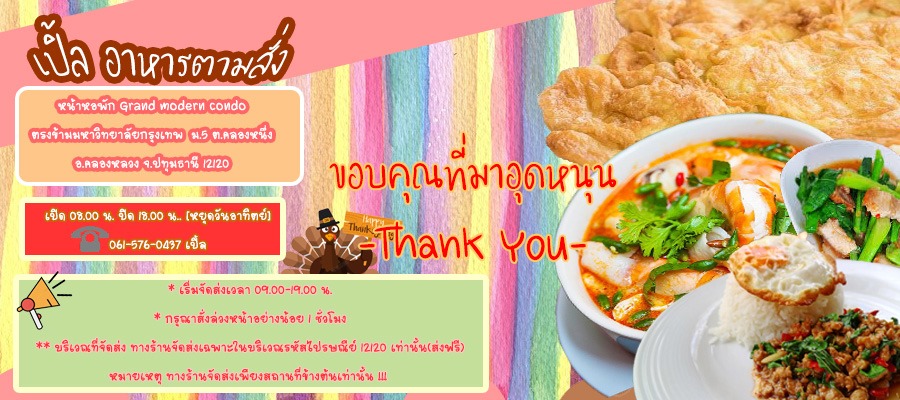 เปิ้ล อาหารตามสั่ง
หน้าหอพัก Grand modern condo
ตรงข้ามมหาวิทยาลัยกรุงเทพ ม.5 ต.คลองหนึ่ง
อ.คลองหลวง จ.ปทุมธานี 12120
เปิด 08.00 น. ปิด 18.00 น.. [หยุดวันอาทิตย์]
061-576-0437 เปิ้ล
ขอบคุณที่มาอุดหนุน
Happy
-Thank You-
* เริ่มจัดส่งเวลา 09.00-19.00 น.
* กรุณาสั่งล่วงหน้าอย่างน้อย 1 ชั่วโมง
** บริเวณที่จัดส่ง ทางร้านจัดส่งเฉพาะในบริเวณรหัสไปรษณีย์ 12120 เท่านั้น(ส่งฟรี)
หมายเหตุ ทางร้านจัดส่งเพียงสถานที่ข้างต้นเท่านั้น !!!